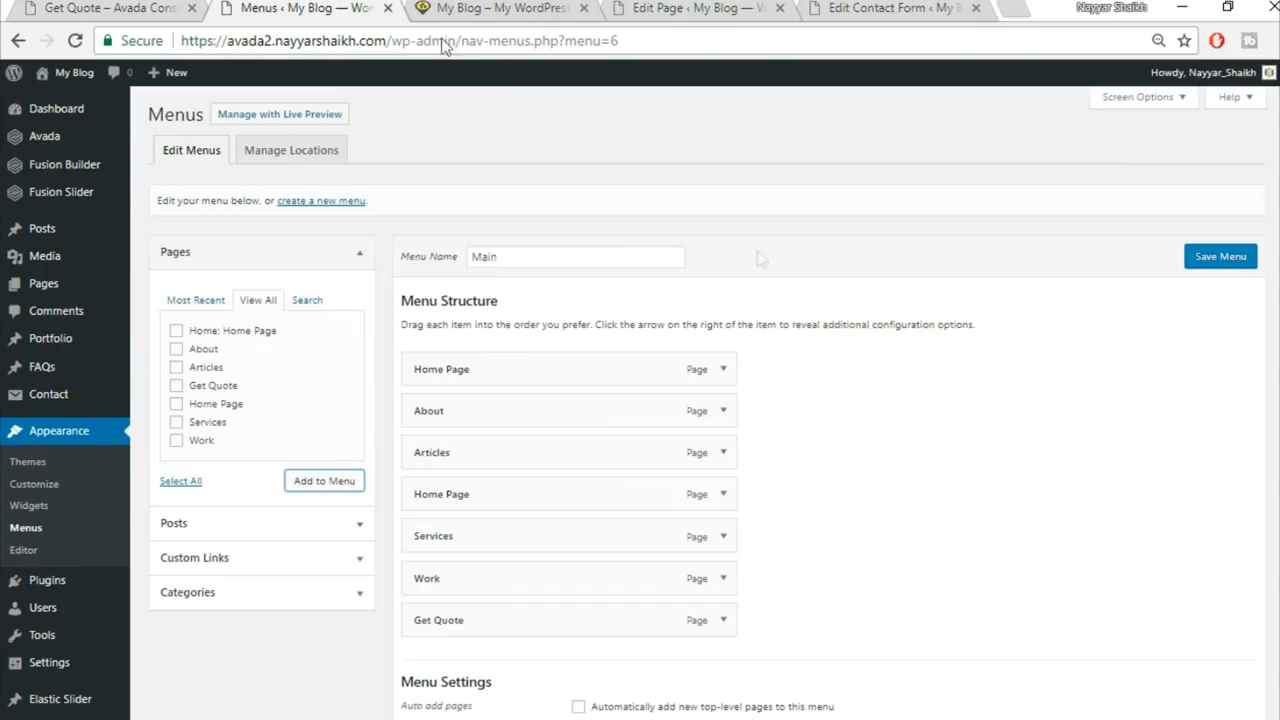 Get Quote – Avada Cons
Menus ‹ My Blog — Wor
My Blog – My WordPress
Edit Page ‹ My Blog — W
Edit Contact Form ‹ My B
Nayyar Shaikh
Secure
https://avada2.nayyarshaikh.com/wp-admin/nav-menus.php?menu=6
My Blog
0
New
Howdy, Nayyar_Shaikh
Dashboard
Avada
Fusion Builder
Fusion Slider
Posts
Media
Pages
Comments
Portfolio
FAQs
Contact
Appearance
Themes
Customize
Widgets
Menus
Editor
Plugins
Users
Tools
Settings
Elastic Slider
Menus
Manage with Live Preview
Screen Options
Help
Edit Menus
Manage Locations
Edit your menu below, or create a new menu.
Pages
Most Recent
View All
Search
Home: Home Page
About
Articles
Get Quote
Home Page
Services
Work
Select All
Add to Menu
Posts
Custom Links
Categories
Menu Name
Main
Save Menu
Menu Structure
Drag each item into the order you prefer. Click the arrow on the right of the item to reveal additional configuration options.
Home Page Page
About Page
Articles Page
Home Page Page
Services Page
Work Page
Get Quote Page
Menu Settings
Auto add pages
Automatically add new top-level pages to this menu